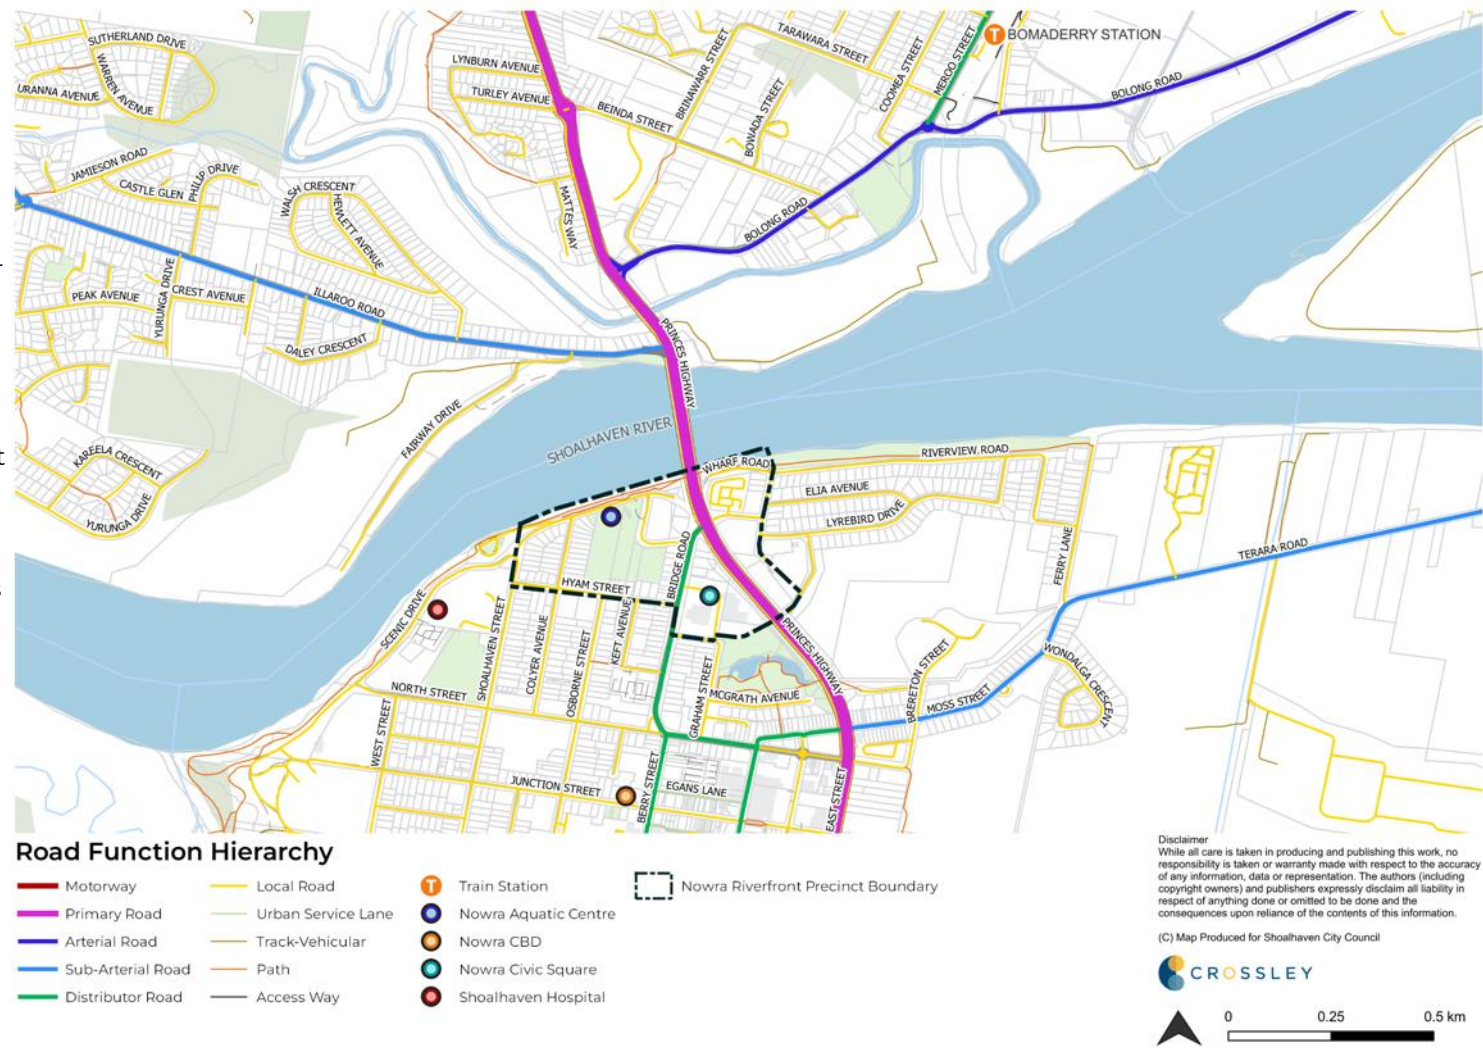 SUTHERLAND DRIVE
WARREN AVENUE
URANNA AVENUE
LYNBURN AVENUE
TURLEY AVENUE
BEINDA STREET
BRINAWARR STREET
TARAWARA STREET
BOWADA STREET
COOMEA STREET
MEROO STREET
T BOMADERRY STATION
BOLONG ROAD
JAMIESON ROAD
CASTLE GLEN
PHILIP DRIVE
WALSH CRESCENT
HEWLETT AVENUE
MATTES WAY
BOLONG ROAD
PEAK AVENUE
YURUNGA DRIVE
CREST AVENUE
ILLAROO ROAD
DALEY CRESCENT
PRINCES HIGHWAY
FAIRWAY DRIVE
SHOALHAVEN RIVER
t
KAREELA CRESCENT
YURUNGA DRIVE
WHARF ROAD
RIVERVIEW ROAD
ELIA AVENUE
LYREBIRD DRIVE
FERRY LANE
TERARA ROAD
BRIDGE ROAD
HYAM STREET
SCENIC DRIVE
SHOALHAVEN STREET
COLYER AVENUE
OSBORNE STREET
KEFT AVENUE
PRINCES HIGHWAY
NORTH STREET
WEST STREET
GRAHAM STREET
MCGRATH AVENUE
BRERETON STREET
MOSS STREET
WONDALGA CRESCENT
JUNCTION STREET
BERRY STREET
EGANS LANE
EAST STREET
Road Function Hierarchy
Motorway
Primary Road
Arterial Road
Sub-Arterial Road
Distributor Road
Local Road
Urban Service Lane
Track-Vehicular
Path
Access Way
T Train Station
Nowra Aquatic Centre
Nowra CBD
Nowra Civic Square
Shoalhaven Hospital
Nowra Riverfront Precinct Boundary
Disclaimer
While all care is taken in producing and publishing this work, no
responsibility is taken or warranty made with respect to the accuracy
of any information, data or representation. The authors (including
copyright owners) and publishers expressly disclaim all liability in
respect of anything done or omitted to be done and the
consequences upon reliance of the contents of this information.
(C) Map Produced for Shoalhaven City Council
CROSSLEY
0 0.25 0.5 km